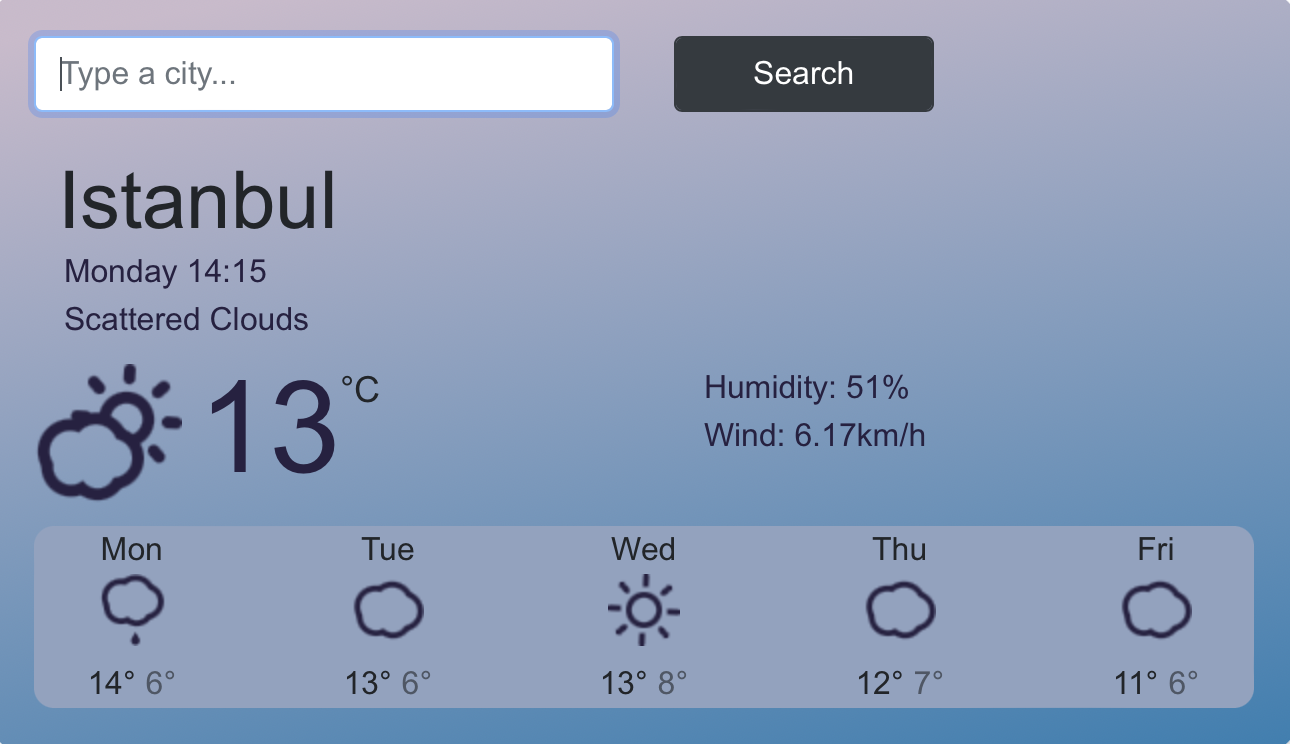 Type a city...
Search
Istanbul
Monday 14:15
Scattered Clouds
13 °C
Humidity: 51%
Wind: 6.17km/h
Mon Tue Wed Thu Fri
14° 6° 13° 6° 13° 8° 12° 7° 11° 6°